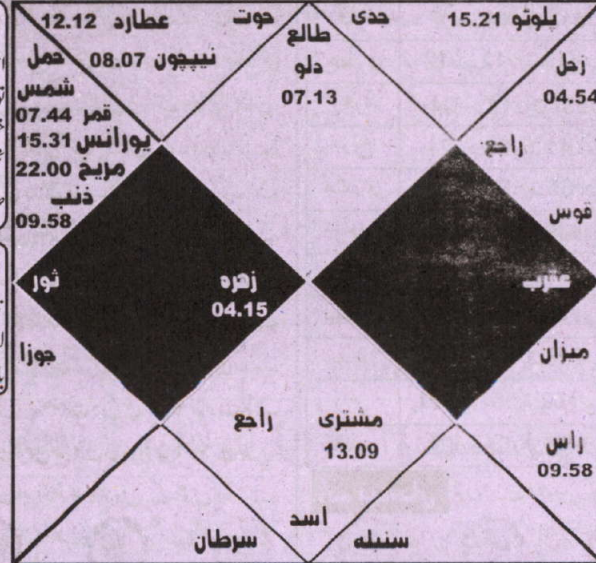 پلوٹو 15.21
جدی
طالع
دلو
07.13
حوت
عطارد 12.12
نیپچون 08.07
حمل
شمس
قمر 07.44
یورانس 15.31
مریخ 22.00
ذنب
09.58
زحل
04.54
راجع
قوس
عقرب
میزان
راس
09.58
ثور
زهره
04.15
جوزا
راجع
مشتری
13.09
اسد
سرطان
سنبله